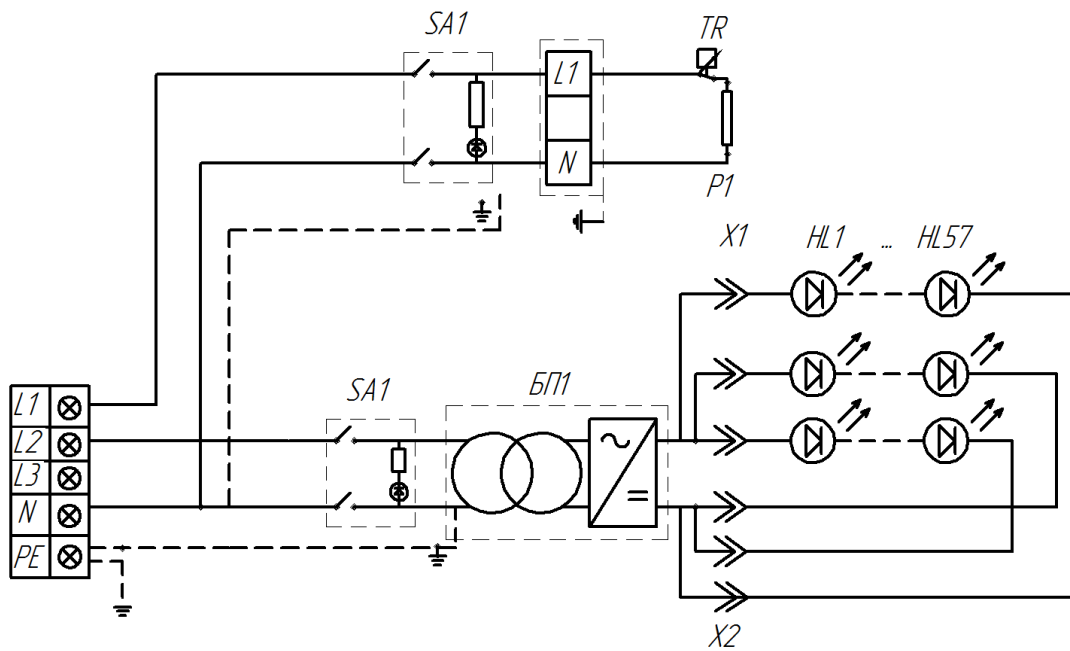 SA1
TR
L1
N
P1
X1
HL1 ... HL57
SA1
БП1
L1
L2
L3
N
PE
X2